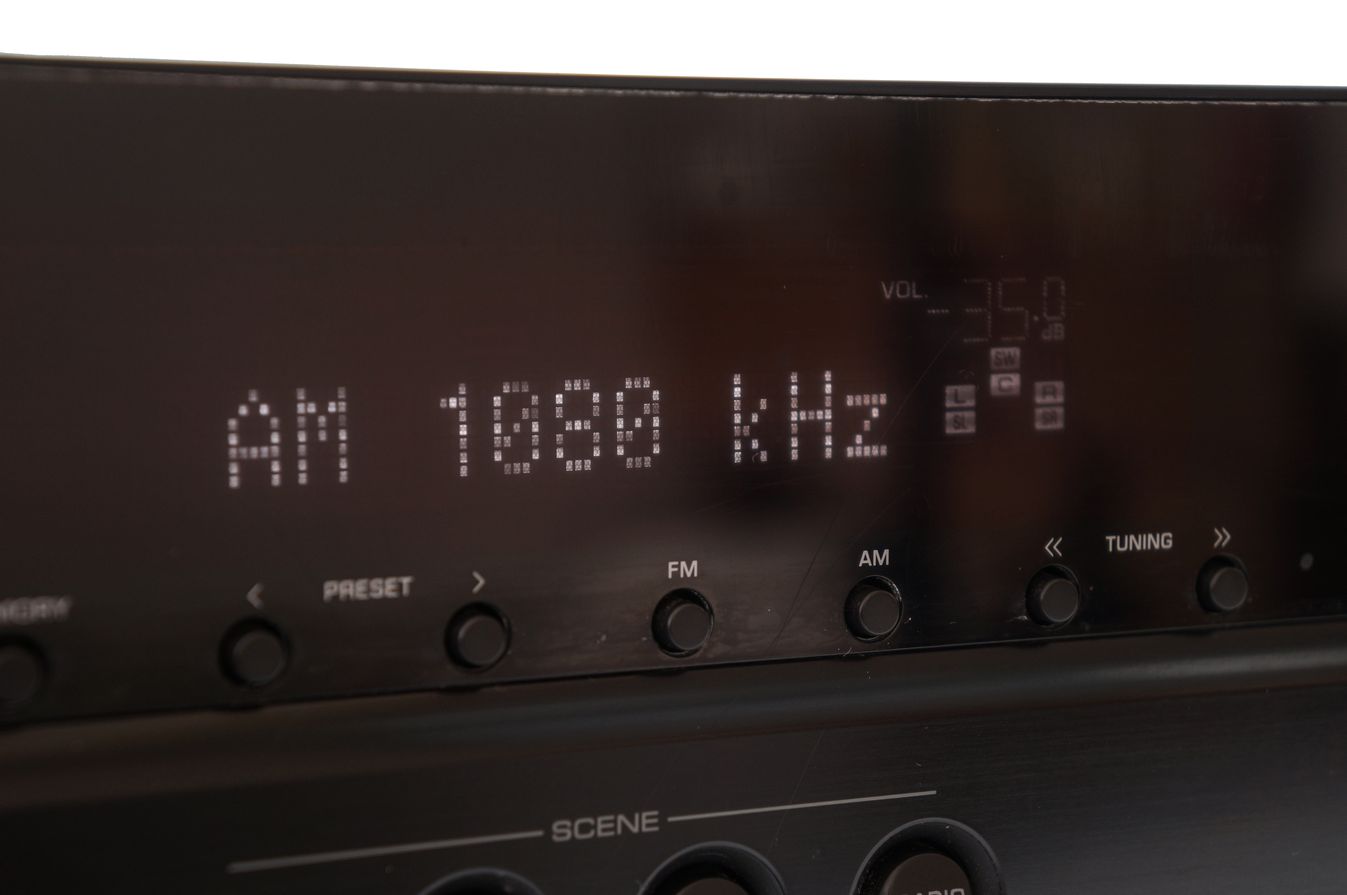 VOL. -35.0 dB
SW
L C R
SL SR
AM 1080 kHz
< PRESET >
FM
AM
<< TUNING >>
SCENE